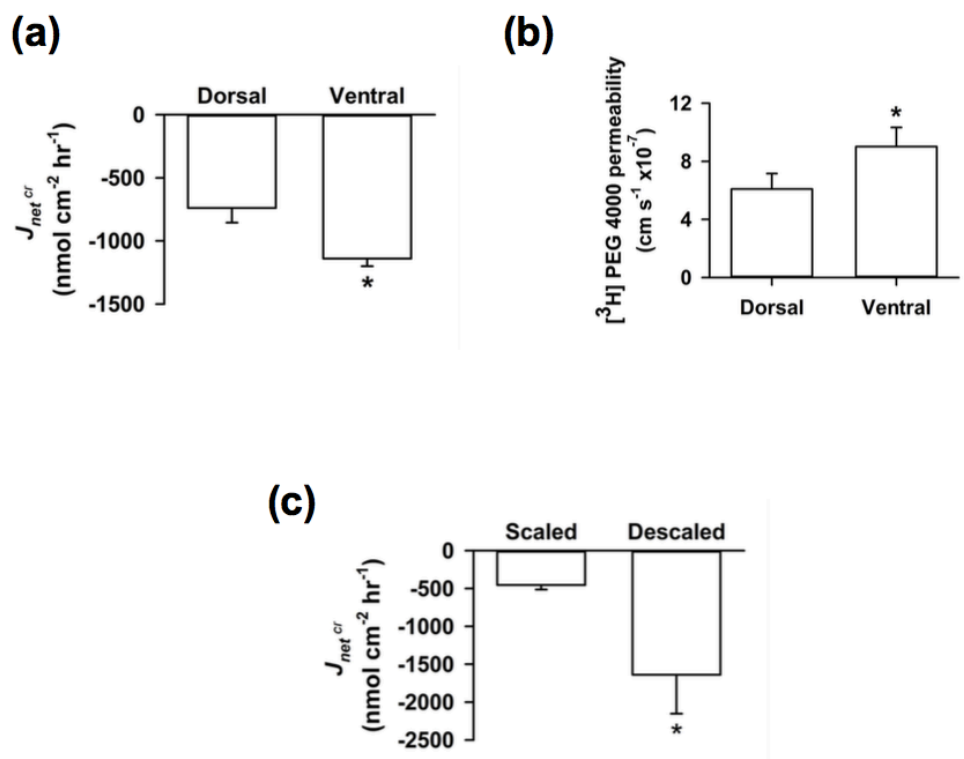 (a)
Dorsal Ventral
0
-500
-1000
-1500
J net cr
(nmol cm-2 hr-1)
*
(b)
[3H] PEG 4000 permeability
(cm s-1 x10-7)
12
8
4
0
*
Dorsal Ventral
(c)
Scaled Descaled
0
-500
-1000
-1500
-2000
-2500
J net cr
(nmol cm-2 hr-1)
*